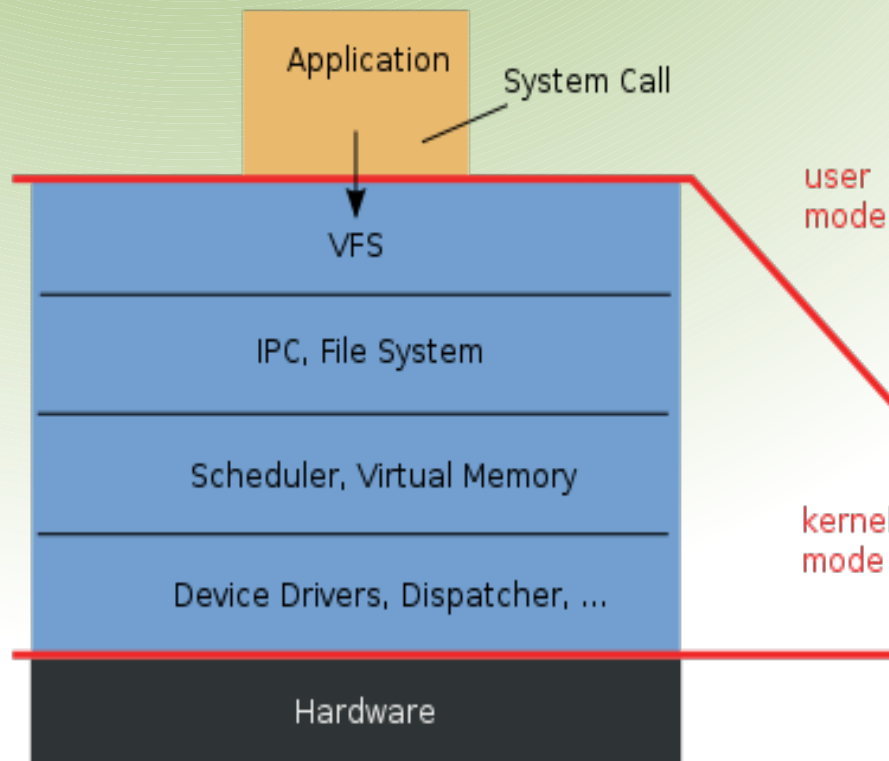 Application
System Call
user
mode
VFS
IPC, File System
Scheduler, Virtual Memory
kernel
mode
Device Drivers, Dispatcher, ...
Hardware